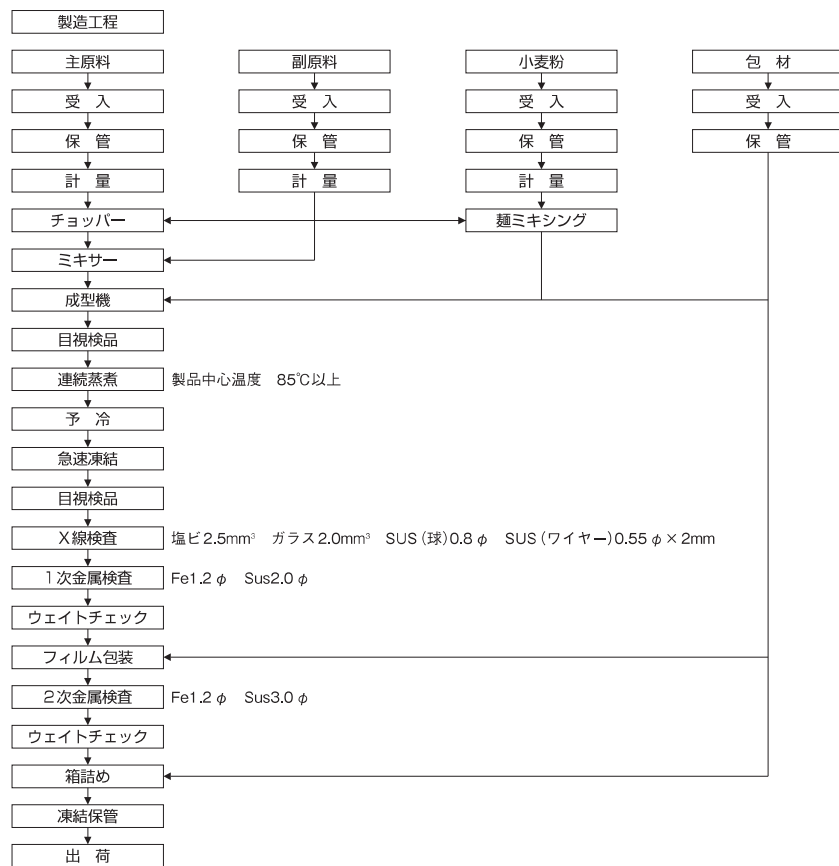 製造工程
主原料 副原料 小麦粉 包 材
受 入 受 入 受 入 受 入
保 管 保 管 保 管 保 管
計 量 計 量 計 量
チョッパー 麺ミキシング
ミキサー
成型機
目視検品
連続蒸煮 製品中心温度 85℃以上
予 冷
急速凍結
目視検品
X線検査 塩ビ2.5mm³ ガラス2.0mm³ SUS(球)0.8φ SUS(ワイヤー)0.55φ×2mm
1次金属検査 Fe1.2φ Sus2.0φ
ウェイトチェック
フィルム包装
2次金属検査 Fe1.2φ Sus3.0φ
ウェイトチェック
箱詰め
凍結保管
出 荷